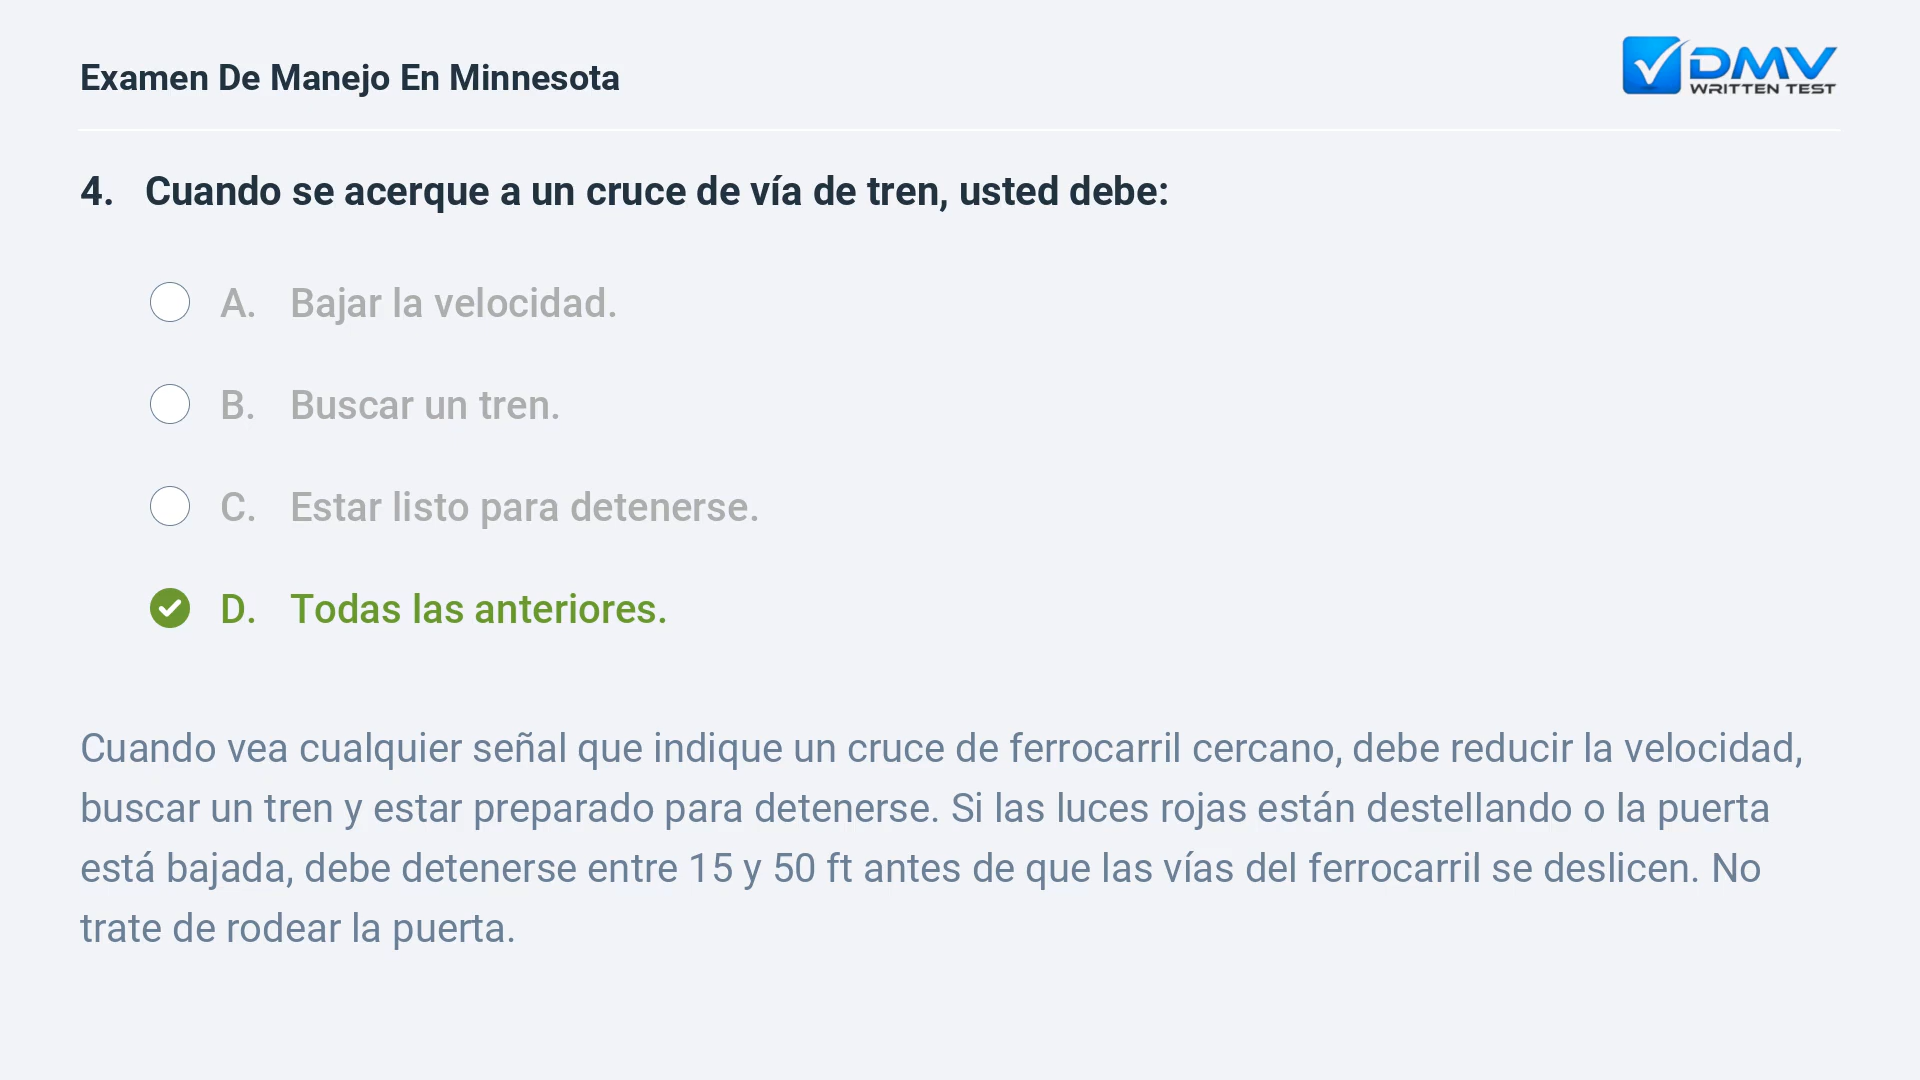 Examen De Manejo En Minnesota
DMV
WRITTEN TEST
4. Cuando se acerque a un cruce de vía de tren, usted debe:
A. Bajar la velocidad.
B. Buscar un tren.
C. Estar listo para detenerse.
D. Todas las anteriores.
Cuando vea cualquier señal que indique un cruce de ferrocarril cercano, debe reducir la velocidad,
buscar un tren y estar preparado para detenerse. Si las luces rojas están destellando o la puerta
está bajada, debe detenerse entre 15 y 50 ft antes de que las vías del ferrocarril se deslicen. No
trate de rodear la puerta.